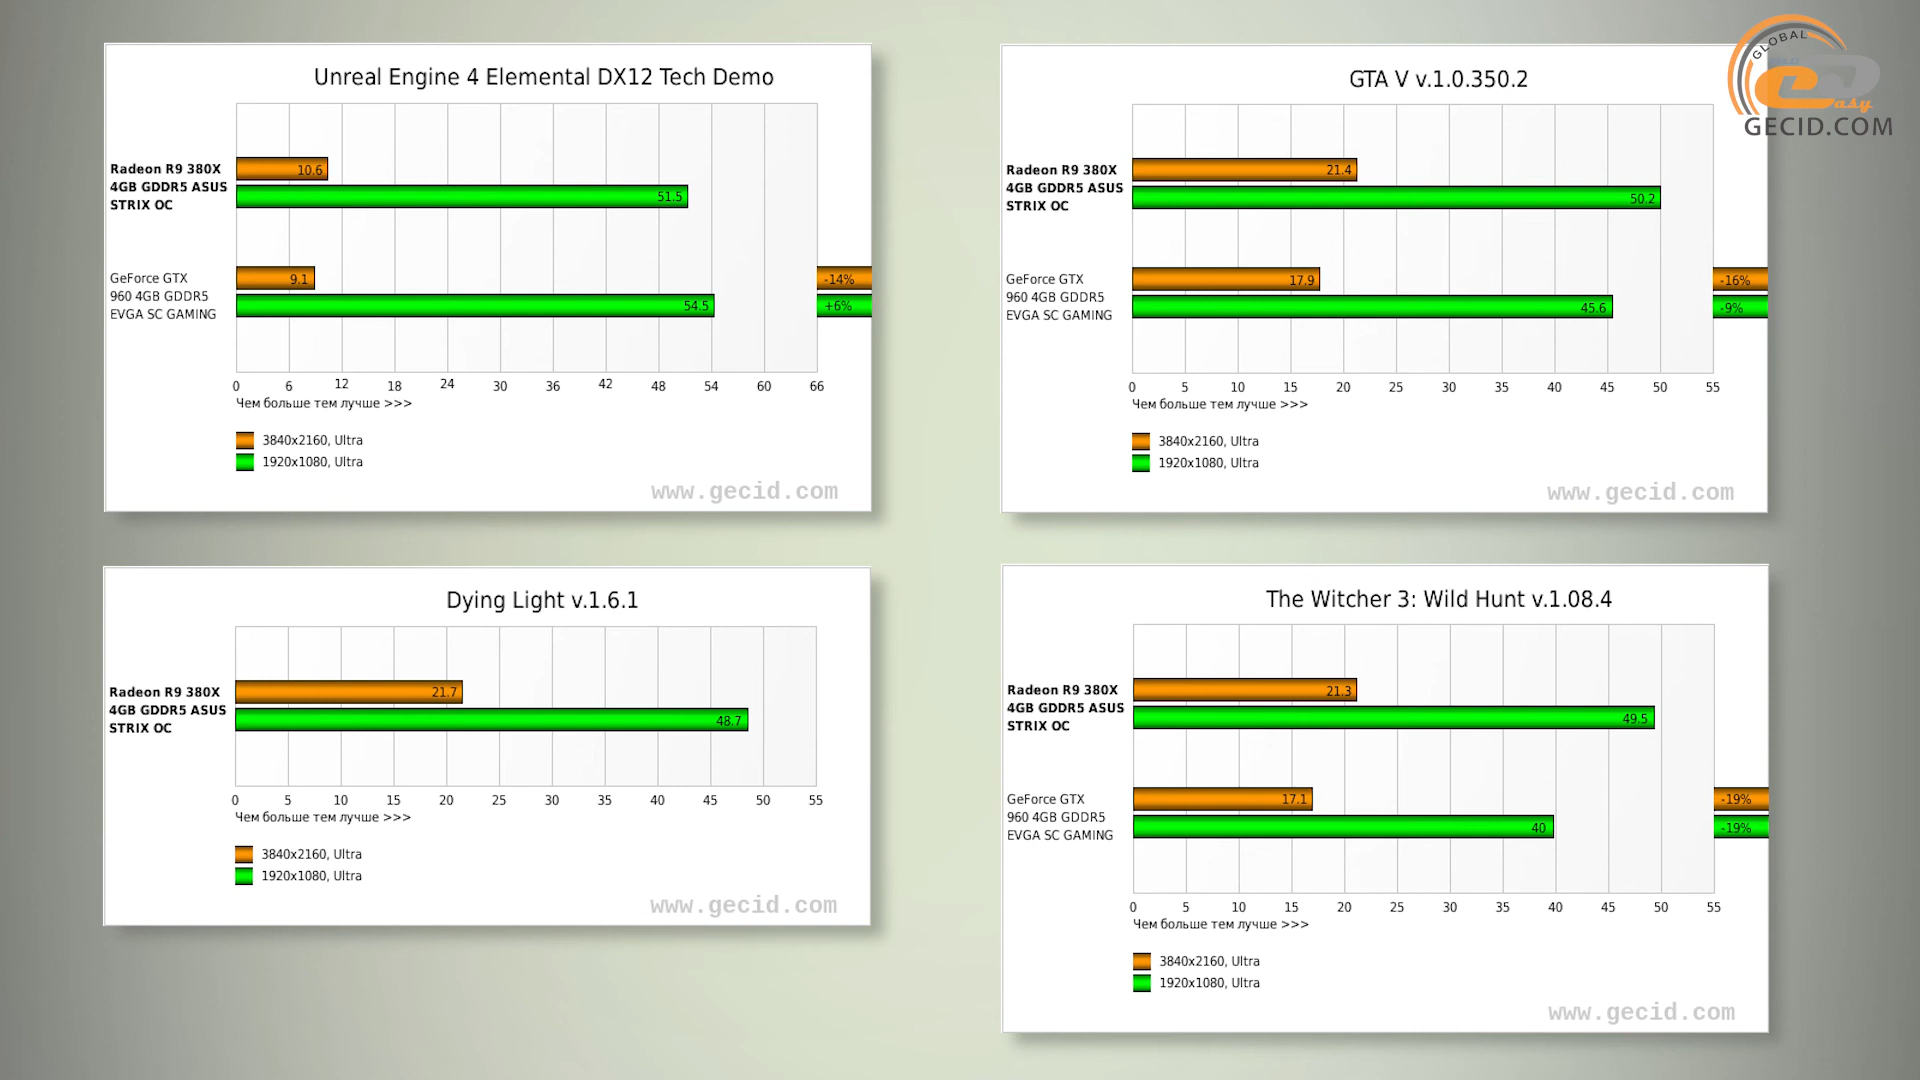 Unreal Engine 4 Elemental DX12 Tech Demo
Radeon R9 380X
4GB GDDR5 ASUS
STRIX OC
10.6
51.5
GeForce GTX
960 4GB GDDR5
EVGA SC GAMING
9.1
54.5
-14%
+6%
0 6 12 18 24 30 36 42 48 54 60 66
Чем больше тем лучше >>>
3840x2160, Ultra
1920x1080, Ultra
www.gecid.com
GTA V v.1.0.350.2
Radeon R9 380X
4GB GDDR5 ASUS
STRIX OC
21.4
50.2
GeForce GTX
960 4GB GDDR5
EVGA SC GAMING
17.9
45.6
-16%
-9%
0 5 10 15 20 25 30 35 40 45 50 55
Чем больше тем лучше >>>
3840x2160, Ultra
1920x1080, Ultra
www.gecid.com
GLOBAL
easy
GECID.COM
Dying Light v.1.6.1
Radeon R9 380X
4GB GDDR5 ASUS
STRIX OC
21.7
48.7
0 5 10 15 20 25 30 35 40 45 50 55
Чем больше тем лучше >>>
3840x2160, Ultra
1920x1080, Ultra
www.gecid.com
The Witcher 3: Wild Hunt v.1.08.4
Radeon R9 380X
4GB GDDR5 ASUS
STRIX OC
21.3
49.5
GeForce GTX
960 4GB GDDR5
EVGA SC GAMING
17.1
40
-19%
-19%
0 5 10 15 20 25 30 35 40 45 50 55
Чем больше тем лучше >>>
3840x2160, Ultra
1920x1080, Ultra
www.gecid.com